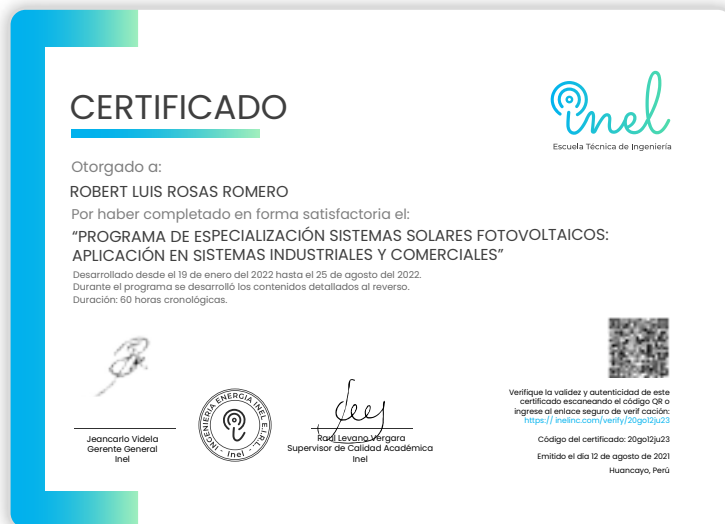 CERTIFICADO
inel
Escuela Técnica de Ingeniería
Otorgado a:
ROBERT LUIS ROSAS ROMERO
Por haber completado en forma satisfactoria el:
“PROGRAMA DE ESPECIALIZACIÓN SISTEMAS SOLARES FOTOVOLTAICOS:
APLICACIÓN EN SISTEMAS INDUSTRIALES Y COMERCIALES”
Desarrollado desde el 19 de enero del 2022 hasta el 25 de agosto del 2022.
Durante el programa se desarrolló los contenidos detallados al reverso.
Duración: 60 horas cronológicas.
Jeancarlo Videla
Gerente General
Inel
INGENIERIA ENERGIA INEL E.I.R.L.
- Inel -
Raúl Levano Vergara
Supervisor de Calidad Académica
Inel
Verifique la validez y autenticidad de este
certificado escaneando el código QR o
ingrese al enlace seguro de verif cación:
https:// inelinc.com/verify/20go12ju23
Código del certificado: 20go12ju23
Emitido el día 12 de agosto de 2021
Huancayo, Perú